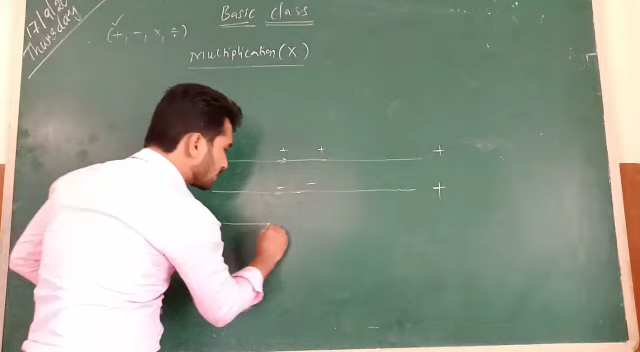 17/9/20
Thursday
Basic class
(+, -, x, ÷)
Multiplication (x)
+ + +
- - +